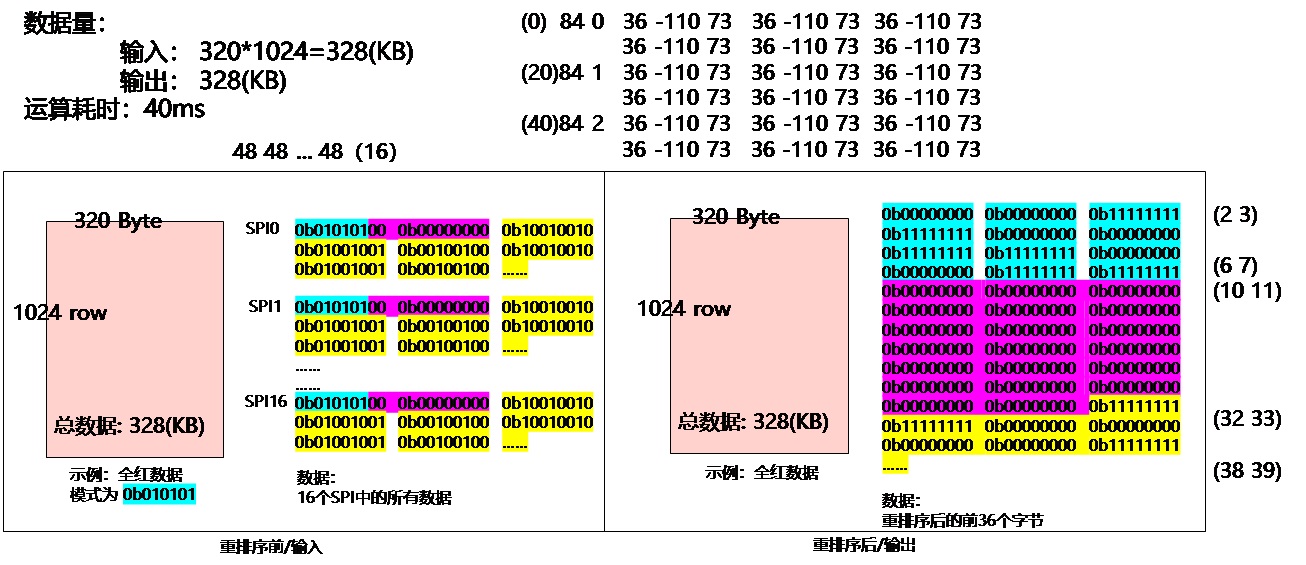 数据量：
输入： 320*1024=328(KB)
输出： 328(KB)
运算耗时：40ms
48 48 ... 48（16）
(0) 84 0 36 -110 73 36 -110 73 36 -110 73
36 -110 73 36 -110 73 36 -110 73
(20)84 1 36 -110 73 36 -110 73 36 -110 73
36 -110 73 36 -110 73 36 -110 73
(40)84 2 36 -110 73 36 -110 73 36 -110 73
36 -110 73 36 -110 73 36 -110 73
320 Byte
1024 row
总数据: 328(KB)
示例：全红数据
模式为 0b010101
SPI0 0b01010100 0b00000000 0b10010010
0b01001001 0b00100100 0b10010010
0b01001001 0b00100100 ......
SPI1 0b01010100 0b00000000 0b10010010
0b01001001 0b00100100 0b10010010
0b01001001 0b00100100 ......
......
......
SPI16 0b01010100 0b00000000 0b10010010
0b01001001 0b00100100 0b10010010
0b01001001 0b00100100 ......
数据：
16个SPI中的所有数据
重排序前/输入
320 Byte
1024 row
总数据: 328(KB)
示例：全红数据
0b00000000 0b00000000 0b11111111 (2 3)
0b11111111 0b00000000 0b00000000
0b11111111 0b11111111 0b00000000
0b00000000 0b11111111 0b11111111 (6 7)
0b00000000 0b00000000 0b00000000 (10 11)
0b00000000 0b00000000 0b00000000
0b00000000 0b00000000 0b00000000
0b00000000 0b00000000 0b00000000
0b00000000 0b00000000 0b00000000
0b00000000 0b00000000 0b00000000
0b00000000 0b00000000 0b11111111 (32 33)
0b11111111 0b00000000 0b00000000
0b00000000 0b00000000 0b11111111
...... (38 39)
数据：
重排序后的前36个字节
重排序后/输出